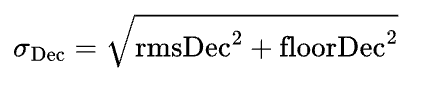 σ_Dec = √(rmsDec² + floorDec²)